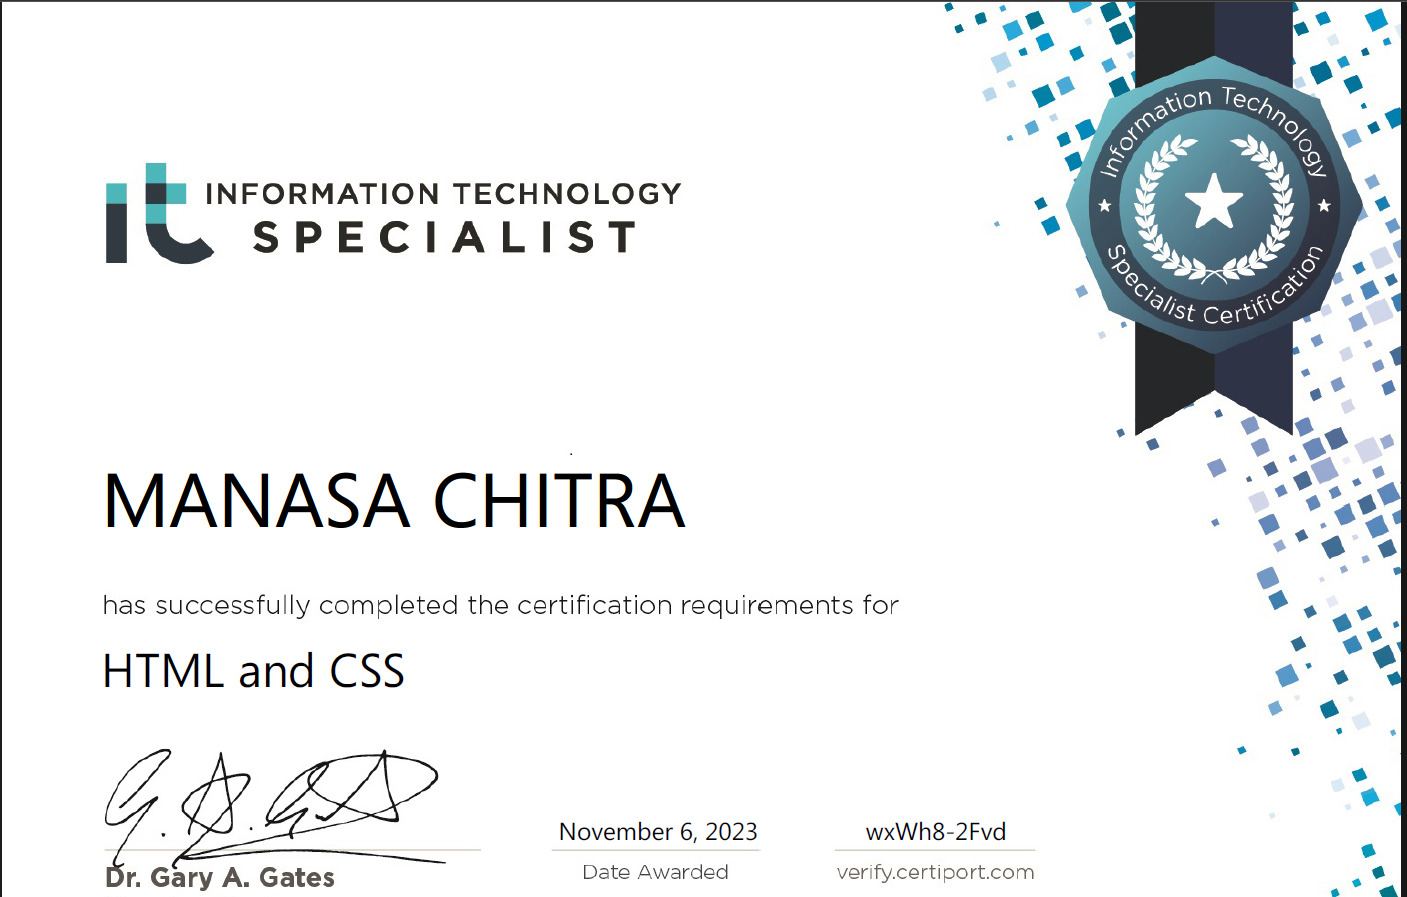 it INFORMATION TECHNOLOGY
SPECIALIST
Information Technology
Specialist Certification
MANASA CHITRA
has successfully completed the certification requirements for
HTML and CSS
November 6, 2023
wxWh8-2Fvd
Dr. Gary A. Gates
Date Awarded
verify.certiport.com